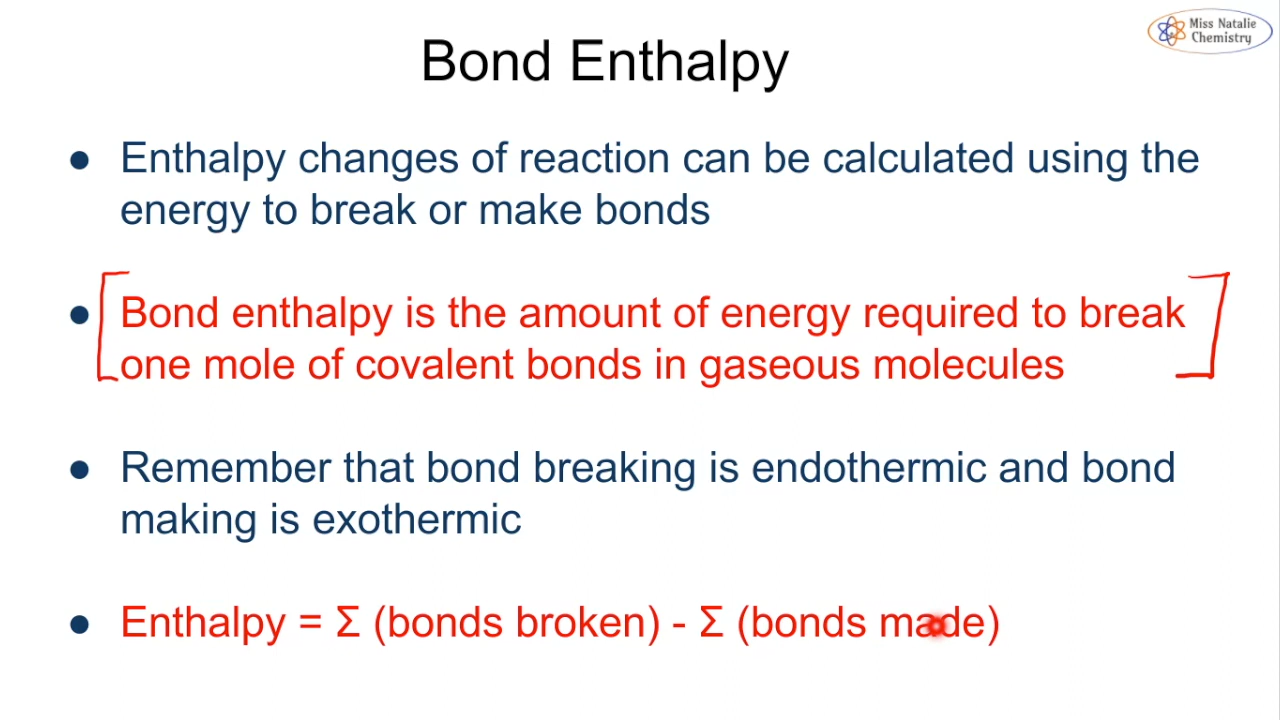 Miss Natalie
Chemistry
Bond Enthalpy
● Enthalpy changes of reaction can be calculated using the
energy to break or make bonds
● Bond enthalpy is the amount of energy required to break
one mole of covalent bonds in gaseous molecules
● Remember that bond breaking is endothermic and bond
making is exothermic
● Enthalpy = Σ (bonds broken) - Σ (bonds made)